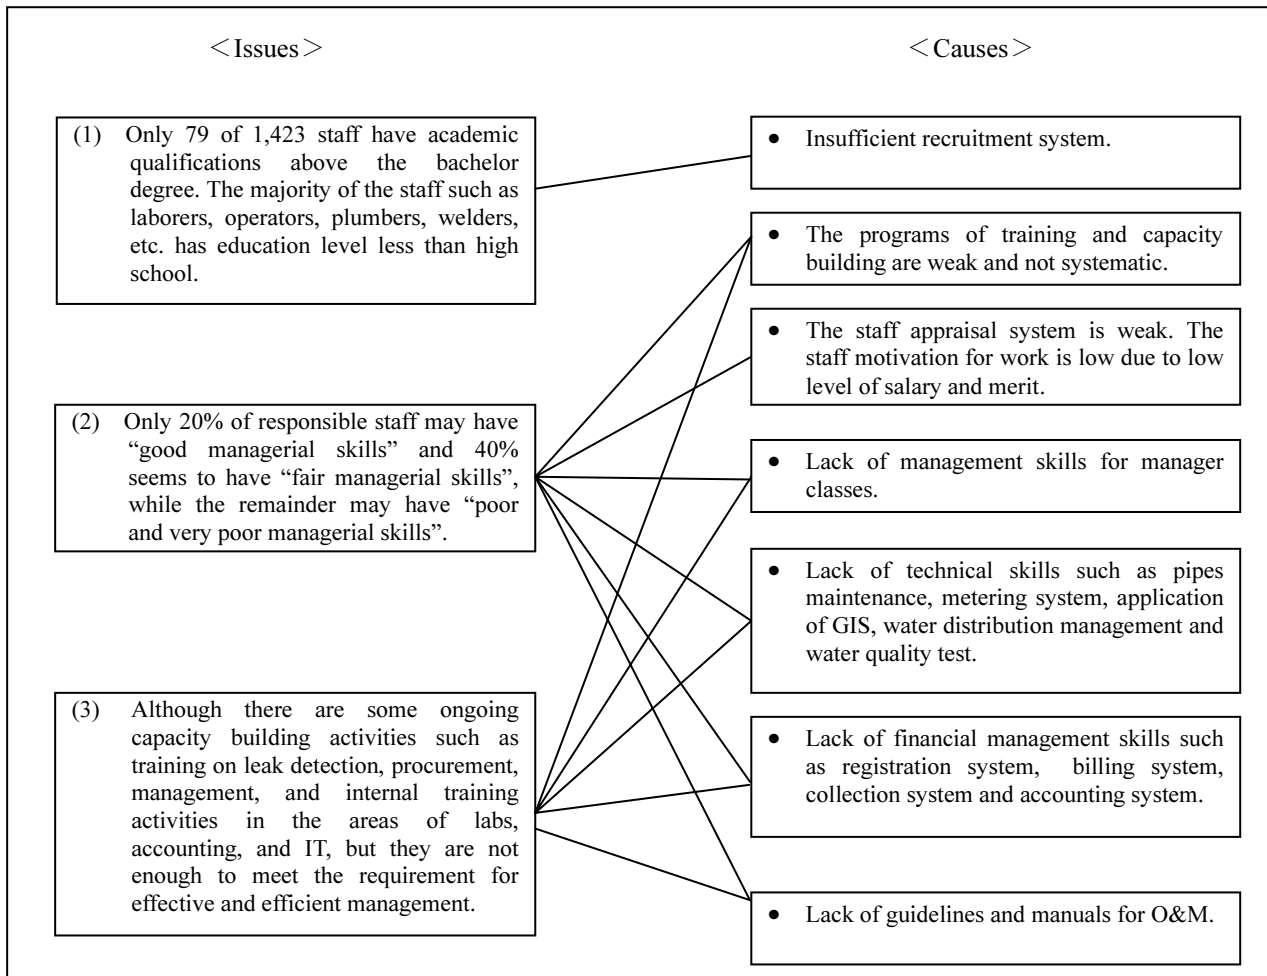 ＜Issues＞
＜Causes＞
(1) Only 79 of 1,423 staff have academic
qualifications above the bachelor
degree. The majority of the staff such as
laborers, operators, plumbers, welders,
etc. has education level less than high
school.
(2) Only 20% of responsible staff may have
“good managerial skills” and 40%
seems to have “fair managerial skills”,
while the remainder may have “poor
and very poor managerial skills”.
(3) Although there are some ongoing
capacity building activities such as
training on leak detection, procurement,
management, and internal training
activities in the areas of labs,
accounting, and IT, but they are not
enough to meet the requirement for
effective and efficient management.
• Insufficient recruitment system.
• The programs of training and capacity
building are weak and not systematic.
• The staff appraisal system is weak. The
staff motivation for work is low due to low
level of salary and merit.
• Lack of management skills for manager
classes.
• Lack of technical skills such as pipes
maintenance, metering system, application
of GIS, water distribution management and
water quality test.
• Lack of financial management skills such
as registration system, billing system,
collection system and accounting system.
• Lack of guidelines and manuals for O&M.